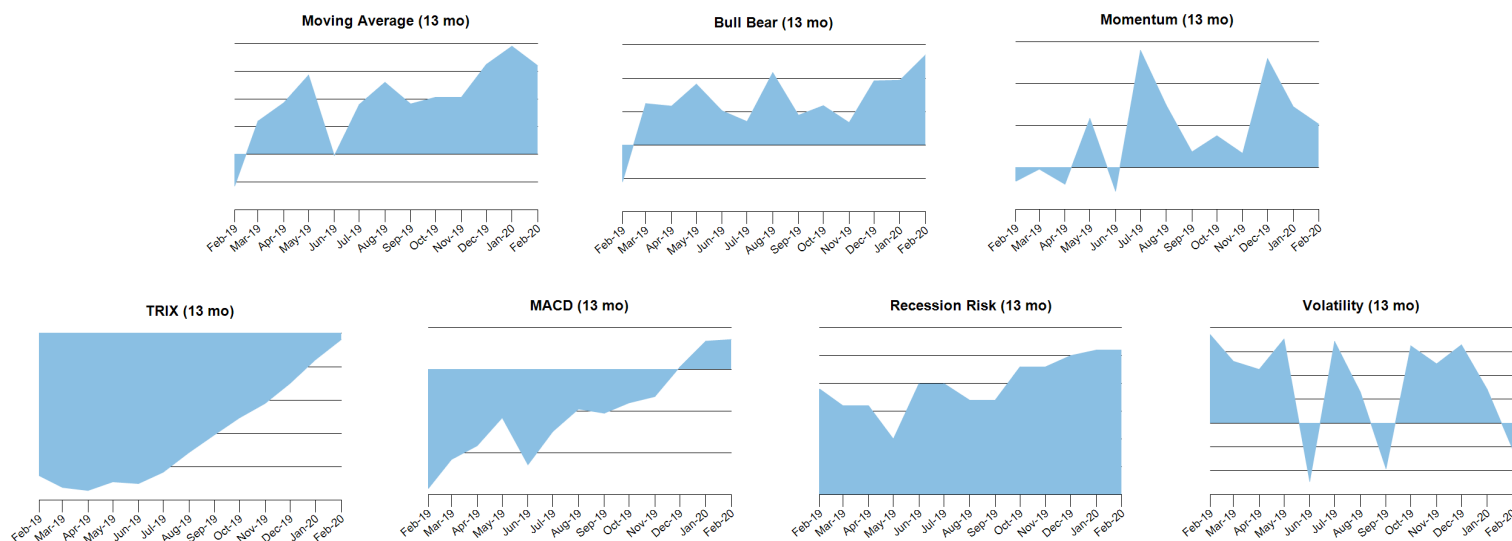 Moving Average (13 mo)
Feb-19 Mar-19 Apr-19 May-19 Jun-19 Jul-19 Aug-19 Sep-19 Oct-19 Nov-19 Dec-19 Jan-20 Feb-20
Bull Bear (13 mo)
Feb-19 Mar-19 Apr-19 May-19 Jun-19 Jul-19 Aug-19 Sep-19 Oct-19 Nov-19 Dec-19 Jan-20 Feb-20
Momentum (13 mo)
Feb-19 Mar-19 Apr-19 May-19 Jun-19 Jul-19 Aug-19 Sep-19 Oct-19 Nov-19 Dec-19 Jan-20 Feb-20
TRIX (13 mo)
Feb-19 Mar-19 Apr-19 May-19 Jun-19 Jul-19 Aug-19 Sep-19 Oct-19 Nov-19 Dec-19 Jan-20 Feb-20
MACD (13 mo)
Feb-19 Mar-19 Apr-19 May-19 Jun-19 Jul-19 Aug-19 Sep-19 Oct-19 Nov-19 Dec-19 Jan-20 Feb-20
Recession Risk (13 mo)
Feb-19 Mar-19 Apr-19 May-19 Jun-19 Jul-19 Aug-19 Sep-19 Oct-19 Nov-19 Dec-19 Jan-20 Feb-20
Volatility (13 mo)
Feb-19 Mar-19 Apr-19 May-19 Jun-19 Jul-19 Aug-19 Sep-19 Oct-19 Nov-19 Dec-19 Jan-20 Feb-20